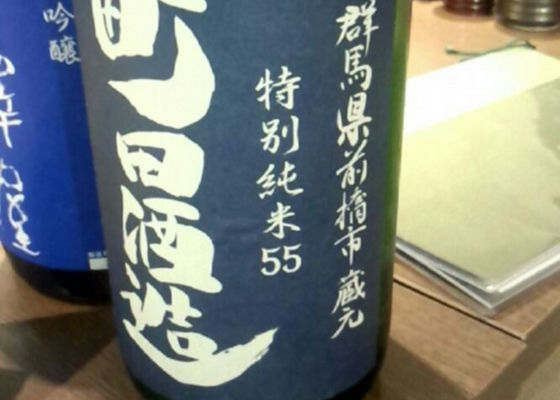 群馬県前橋市蔵元
特別純米55
町田酒造
吟醸